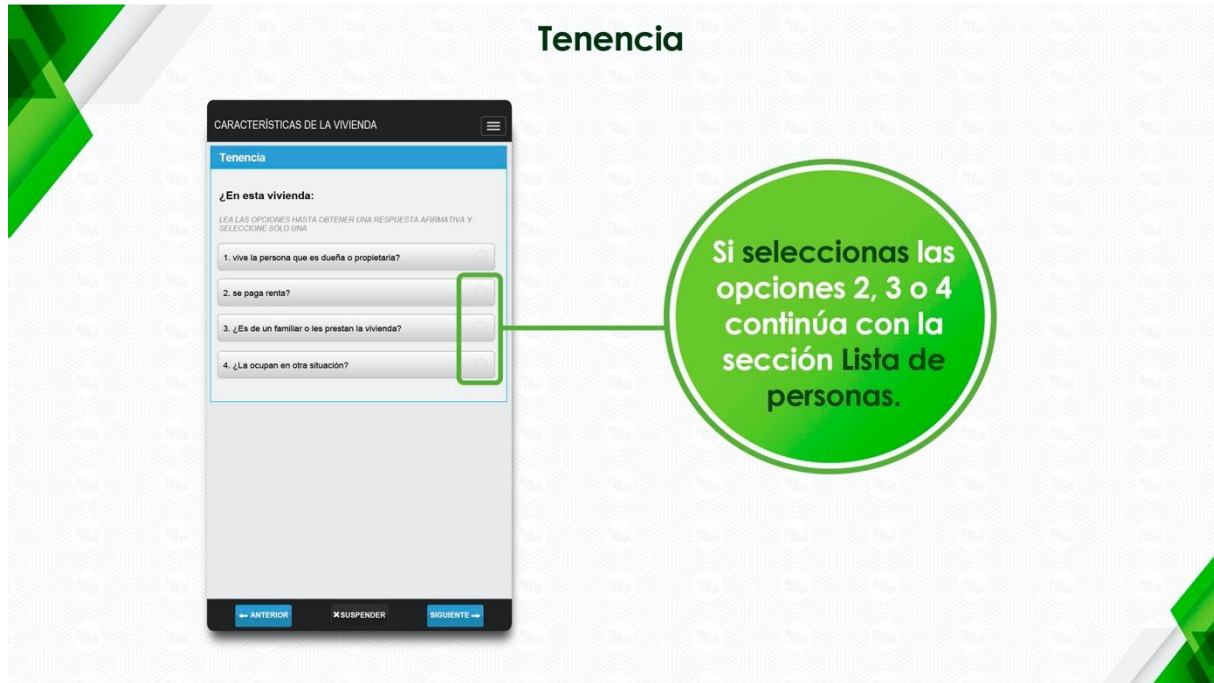 Tenencia
CARACTERÍSTICAS DE LA VIVIENDA
Tenencia
¿En esta vivienda:
LEA LAS OPCIONES HASTA OBTENER UNA RESPUESTA AFIRMATIVA Y
SELECCIONE SÓLO UNA
1. vive la persona que es dueña o propietaria?
2. se paga renta?
3. ¿Es de un familiar o les prestan la vivienda?
4. ¿La ocupan en otra situación?
ANTERIOR
SUSPENDER
SIGUIENTE
Si seleccionas las
opciones 2, 3 o 4
continúa con la
sección Lista de
personas.